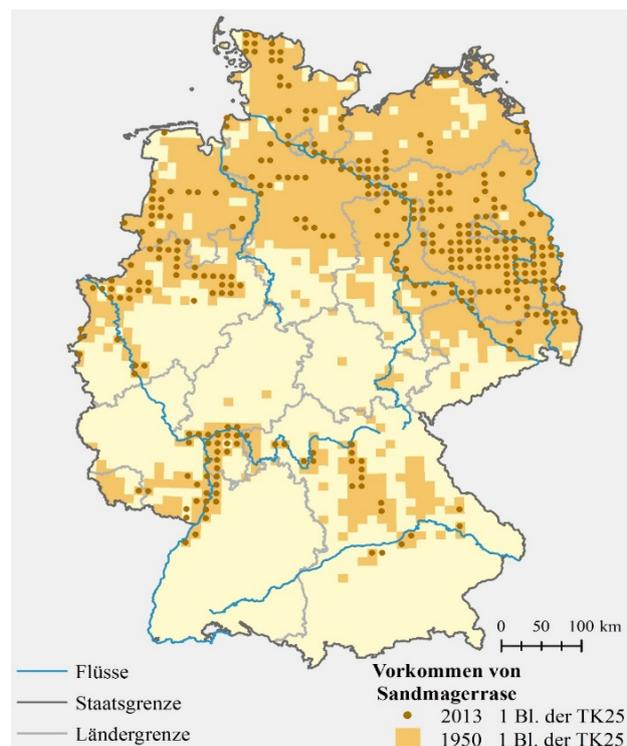 0 50 100 km
Flüsse
Staatsgrenze
Ländergrenze
Vorkommen von
Sandmagerrase
2013 1 Bl. der TK25
1950 1 Bl. der TK25